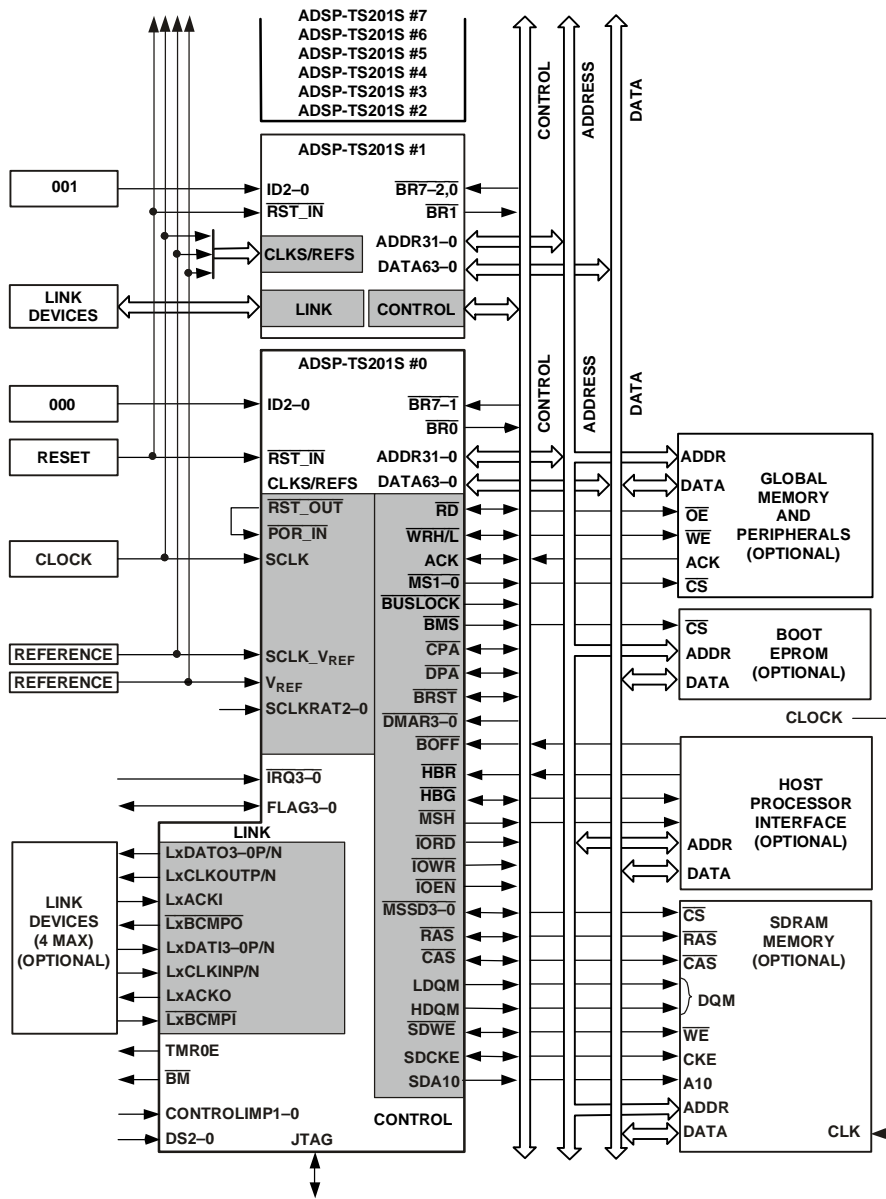 ADSP-TS201S #7
ADSP-TS201S #6
ADSP-TS201S #5
ADSP-TS201S #4
ADSP-TS201S #3
ADSP-TS201S #2
CONTROL
ADDRESS
DATA
ADSP-TS201S #1
001
ID2–0
BR7–2,0
RST_IN
BR1
ADDR31–0
CLKS/REFS
DATA63–0
LINK
DEVICES
LINK
CONTROL
ADSP-TS201S #0
CONTROL
ADDRESS
DATA
000
ID2–0
BR7–1
BR0
RESET
RST_IN
ADDR31–0
CLKS/REFS
DATA63–0
RST_OUT
RD
POR_IN
WRH/L
CLOCK
SCLK
ACK
MS1–0
BUSLOCK
BMS
REFERENCE
SCLK_VREF
CPA
REFERENCE
VREF
DPA
BRST
SCLKRAT2–0
DMAR3–0
BOFF
IRQ3–0
HBR
FLAG3–0
HBG
MSH
LINK
IORD
IOWR
IOEN
MSSD3–0
RAS
CAS
LDQM
HDQM
SDWE
SDCKE
SDA10
LINK
DEVICES
(4 MAX)
(OPTIONAL)
LxDATO3–0P/N
LxCLKOUTP/N
LxACKI
LxBCMPO
LxDATI3–0P/N
LxCLKINP/N
LxACKO
LxBCMPI
TMR0E
BM
CONTROLIMP1–0
CONTROL
DS2–0
JTAG
ADDR
DATA
OE
WE
ACK
CS
GLOBAL
MEMORY
AND
PERIPHERALS
(OPTIONAL)
CS
ADDR
DATA
BOOT
EPROM
(OPTIONAL)
CLOCK
HOST
PROCESSOR
INTERFACE
(OPTIONAL)
ADDR
DATA
SDRAM
MEMORY
(OPTIONAL)
CS
RAS
CAS
DQM
WE
CKE
A10
ADDR
DATA
CLK